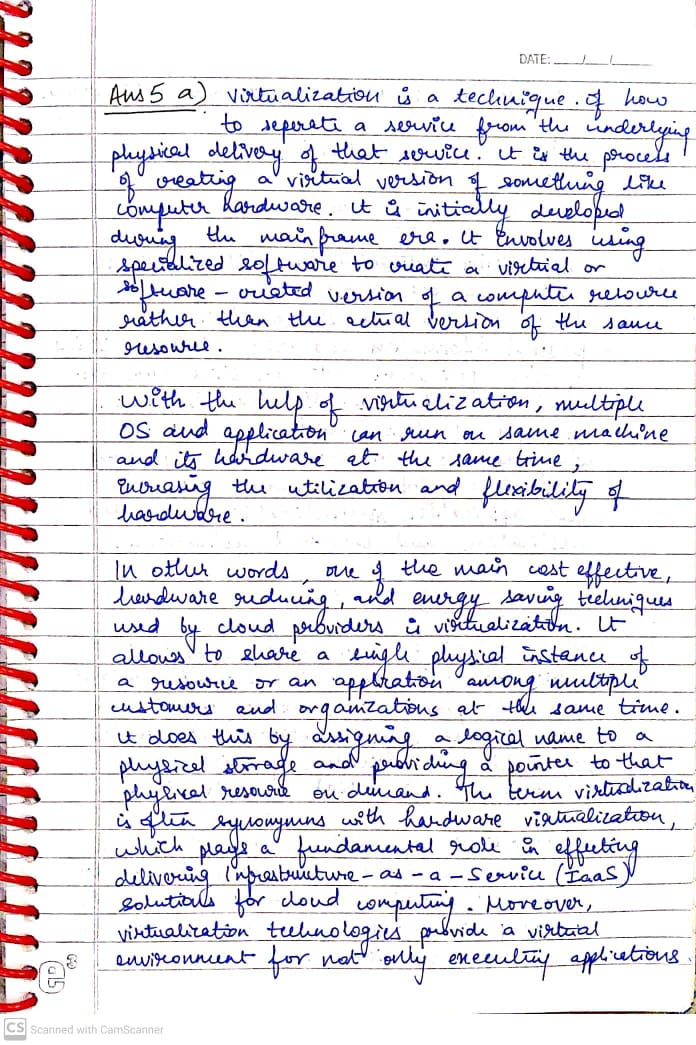 DATE: __/__/__
Ans 5 a) Virtualization is a technique. of how
to seperate a service from the underlying
physical delivery of that service. It is the process
of creating a virtual version of something like
computer hardware. It is initially developed
during the mainframe era. It Envolves using
specialized software to create a virtual or
software - created version of a computer resource
rather than the actual version of the same
resource.
With the help of virtualization, multiple
OS and application can run on same machine
and its hardware at the same time,
Increasing the utilization and flexibility of
hardware.
In other words, one of the main cost effective,
hardware reducing, and energy saving techniques
used by cloud providers is virtualization. It
allows to share a single physical instance of
a resource or an application among multiple
customers and organizations at the same time.
It does this by assigning a logical name to a
physical storage and providing a pointer to that
physical resource on demand. The term virtualization
is often synonymns with hardware virtualization,
which plays a fundamental role in effecting
delivering Infrastructure - as - a - Service (IaaS)
solutions for cloud computing. Moreover,
virtualization technologies provide a virtual
environment for not only executing applications.
e3
CS Scanned with CamScanner